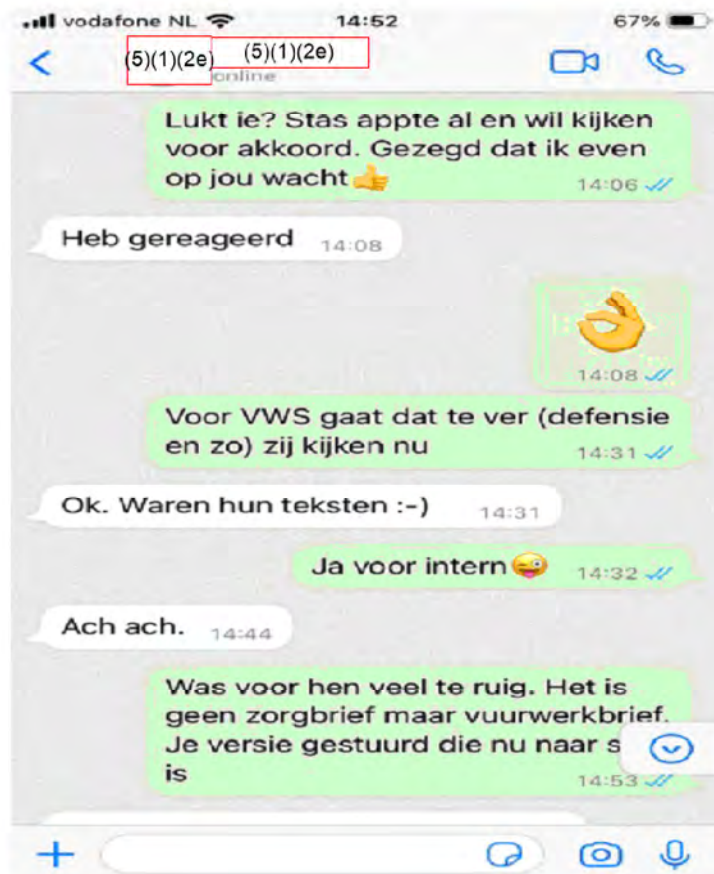 vodafone NL 14:52 67%
(5)(1)(2e) (5)(1)(2e)
online
Lukt ie? Stas appte al en wil kijken
voor akkoord. Gezegd dat ik even
op jou wacht👍
14:06
Heb gereageerd 14:08
👌
14:08
Voor VWS gaat dat te ver (defensie
en zo) zij kijken nu
14:31
Ok. Waren hun teksten :-) 14:31
Ja voor intern😜 14:32
Ach ach. 14:44
Was voor hen veel te ruig. Het is
geen zorgbrief maar vuurwerkbrief.
Je versie gestuurd die nu naar s
is
14:53